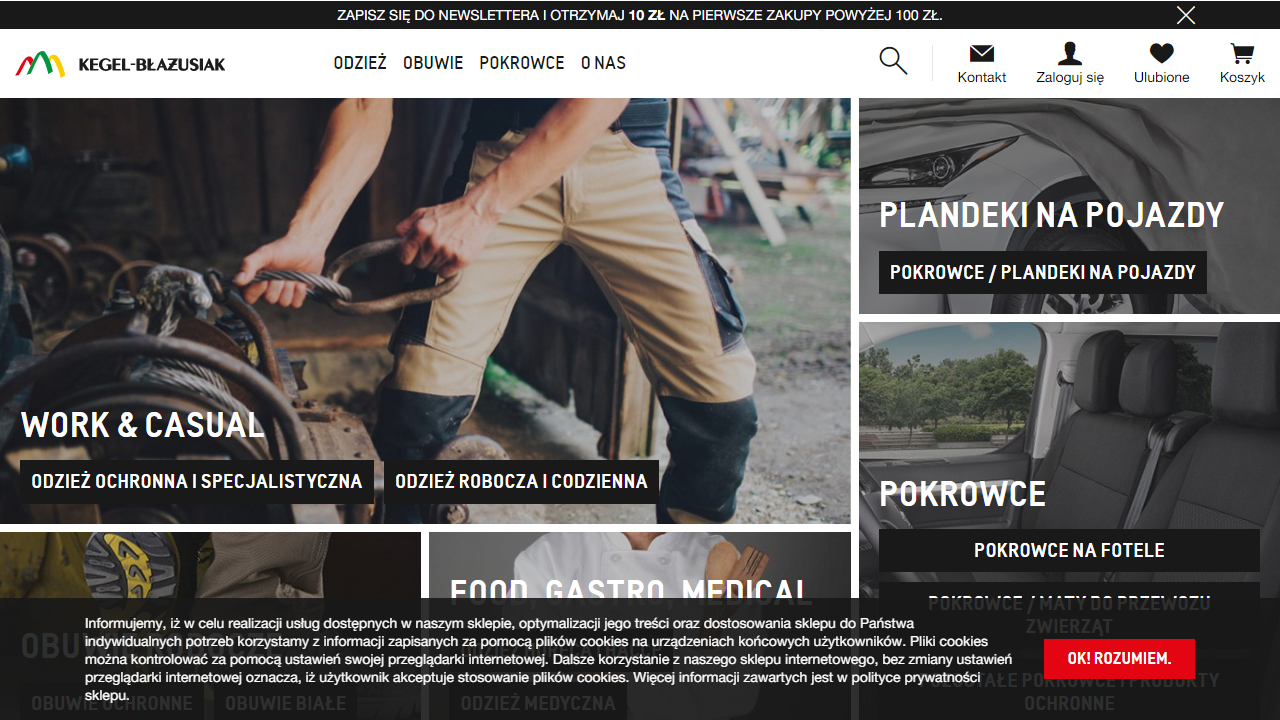 ZAPISZ SIĘ DO NEWSLETTERA I OTRZYMAJ 10 ZŁ NA PIERWSZE ZAKUPY POWYŻEJ 100 ZŁ.
KEGEL-BŁAŻUSIAK
ODZIEŻ OBUWIE POKROWCE O NAS
Kontakt Zaloguj się Ulubione Koszyk
PLANDEKI NA POJAZDY
POKROWCE / PLANDEKI NA POJAZDY
WORK & CASUAL
ODZIEŻ OCHRONNA I SPECJALISTYCZNA ODZIEŻ ROBOCZA I CODZIENNA
POKROWCE
POKROWCE NA FOTELE
POKROWCE / MATY DO PRZEWOZU
ZWIERZĄT
POZOSTAŁE POKROWCE I PRODUKTY
OCHRONNE
FOOD, GASTRO, MEDICAL
ODZIEŻ MEDYCZNA
OBUWIE ROBOCZE
OBUWIE OCHRONNE OBUWIE BIAŁE
Informujemy, iż w celu realizacji usług dostępnych w naszym sklepie, optymalizacji jego treści oraz dostosowania sklepu do Państwa
indywidualnych potrzeb korzystamy z informacji zapisanych za pomocą plików cookies na urządzeniach końcowych użytkowników. Pliki cookies
można kontrolować za pomocą ustawień swojej przeglądarki internetowej. Dalsze korzystanie z naszego sklepu internetowego, bez zmiany ustawień
przeglądarki internetowej oznacza, iż użytkownik akceptuje stosowanie plików cookies. Więcej informacji zawartych jest w polityce prywatności
sklepu.
OK! ROZUMIEM.